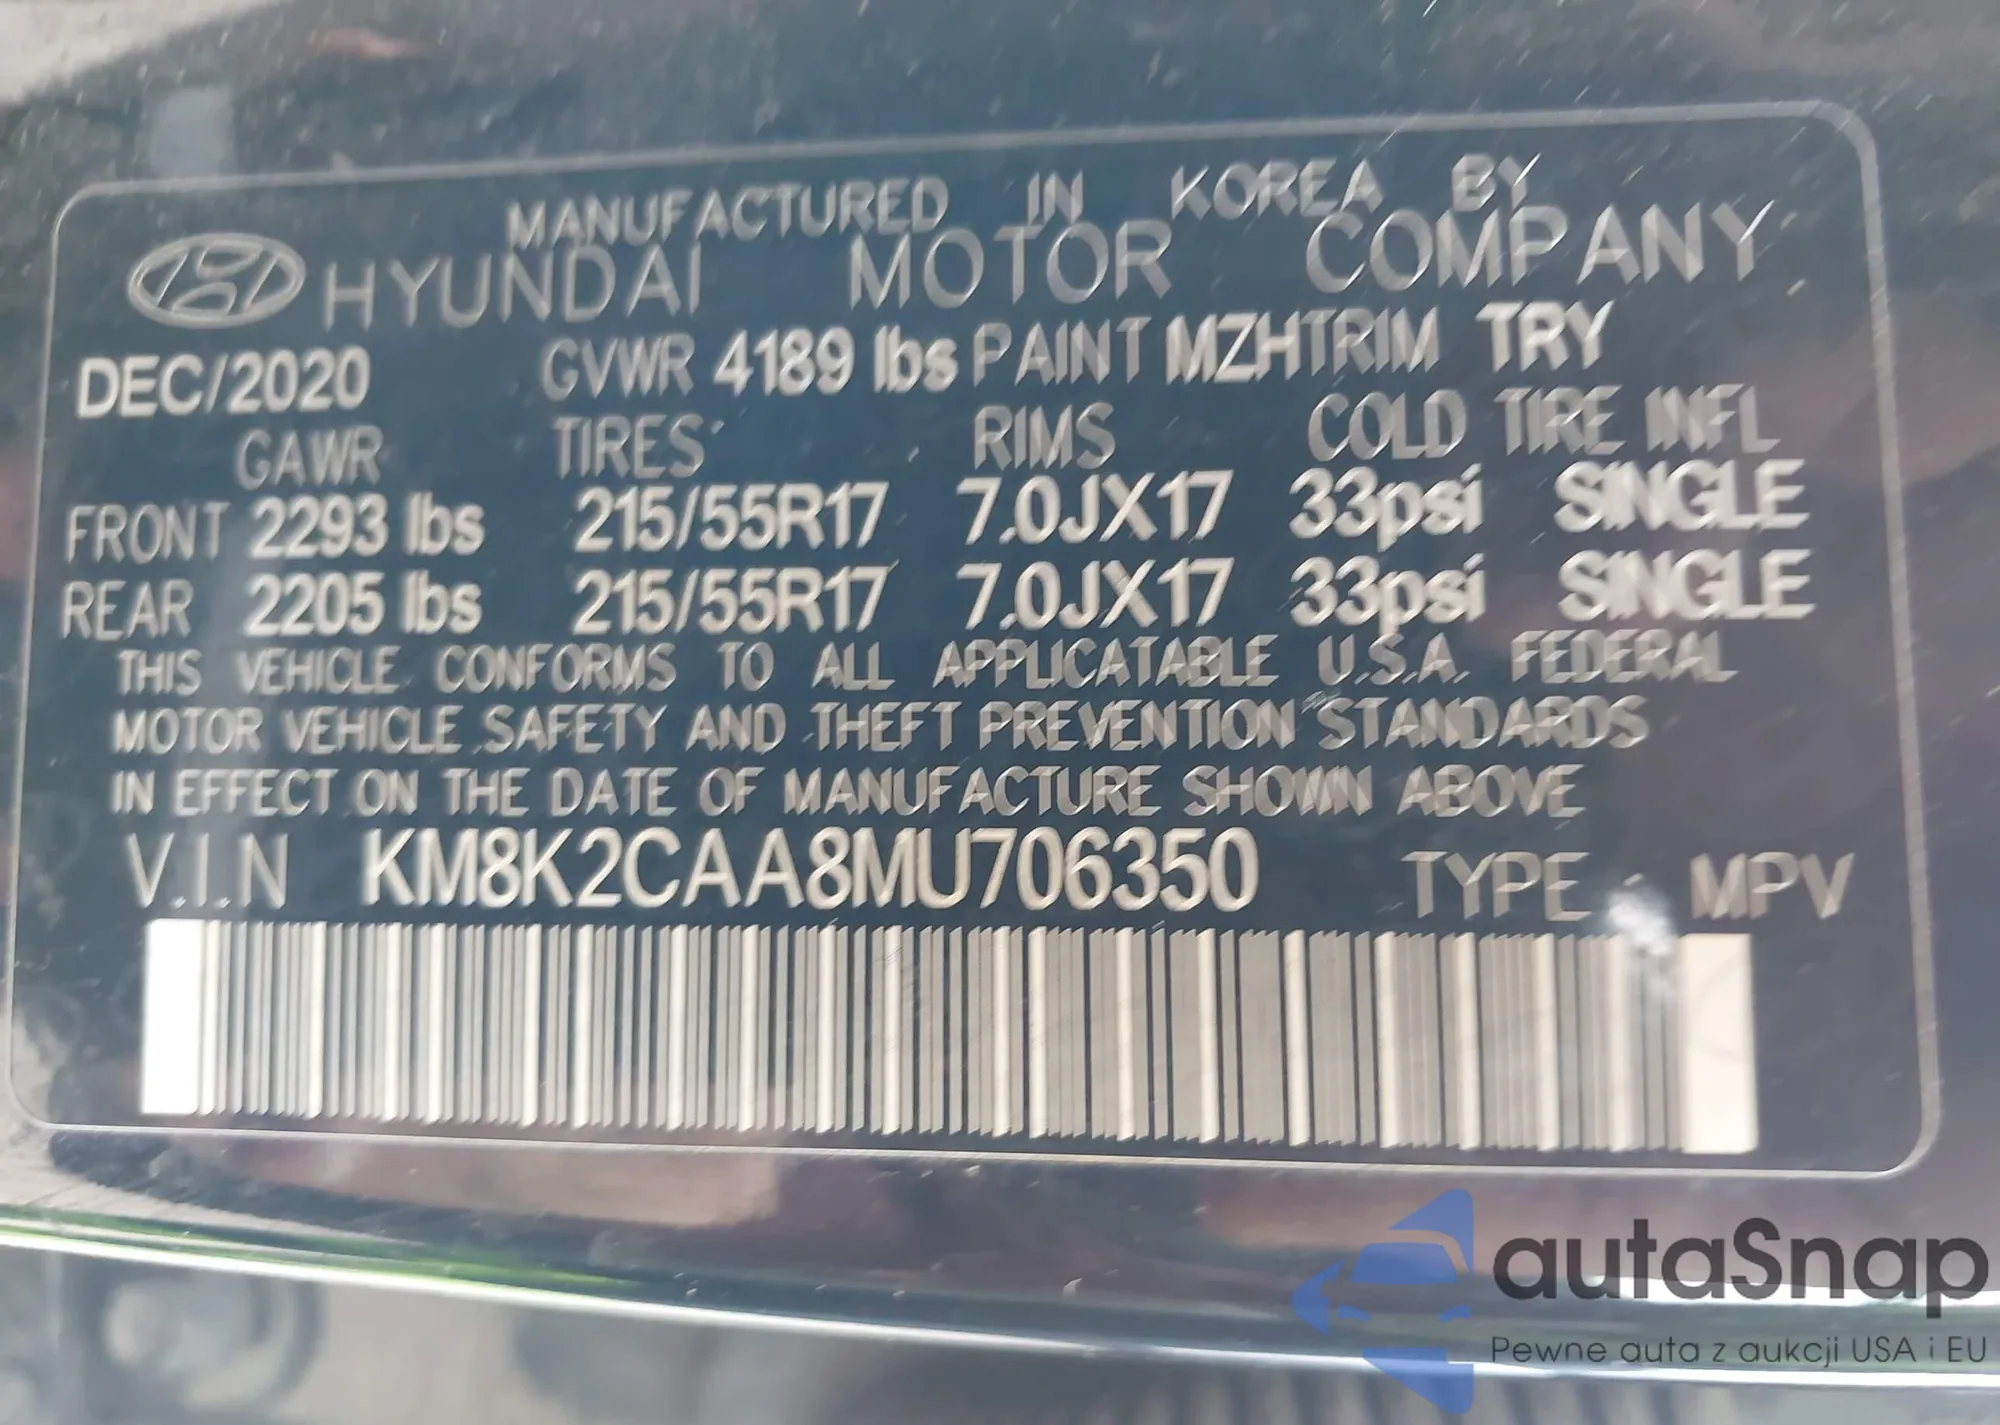 MANUFACTURED IN KOREA BY
HYUNDAI MOTOR COMPANY
DEC/2020 GVWR 4189 lbs PAINT MZH TRIM TRY
GAWR TIRES RIMS COLD TIRE INFL
FRONT 2293 lbs 215/55R17 7.0JX17 33psi SINGLE
REAR 2205 lbs 215/55R17 7.0JX17 33psi SINGLE
THIS VEHICLE CONFORMS TO ALL APPLICATABLE U.S.A. FEDERAL
MOTOR VEHICLE SAFETY AND THEFT PREVENTION STANDARDS
IN EFFECT ON THE DATE OF MANUFACTURE SHOWN ABOVE
V.I.N KM8K2CAA8MU706350 TYPE MPV
autaSnap
Pewne auta z aukcji USA i EU